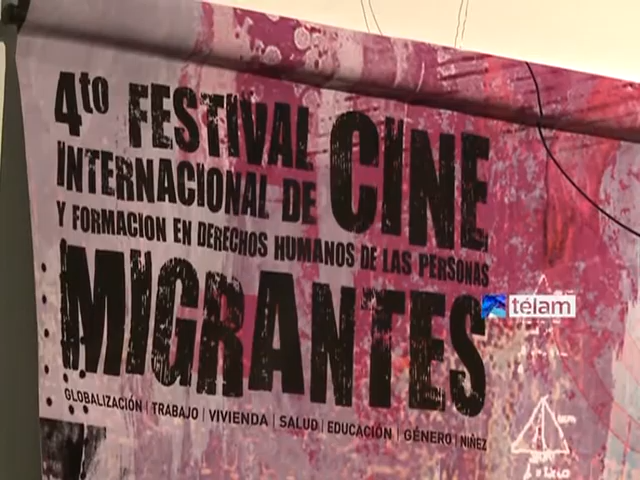 4to FESTIVAL
INTERNACIONAL DE CINE
Y FORMACION EN DERECHOS HUMANOS DE LAS PERSONAS
MIGRANTES
GLOBALIZACIÓN | TRABAJO | VIVIENDA | SALUD | EDUCACIÓN | GÉNERO | NIÑEZ
télam